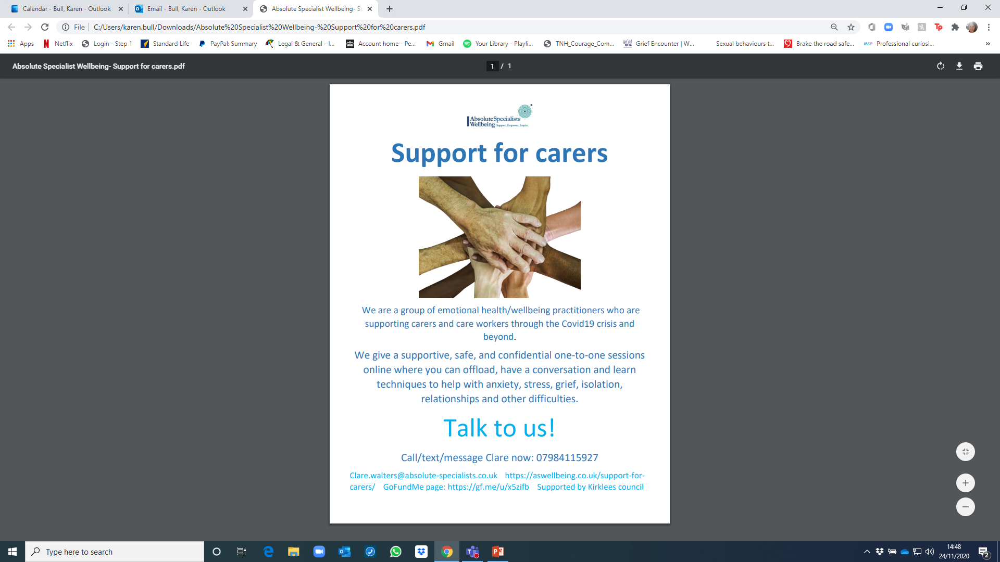 Calendar - Bull, Karen - Outlook
Email - Bull, Karen - Outlook
Absolute Specialist Wellbeing- Su
File
C:/Users/karen.bull/Downloads/Absolute%20Specialist%20Wellbeing-%20Support%20for%20carers.pdf
Apps
Netflix
Login - Step 1
Standard Life
PayPal: Summary
Legal & General - I...
Account home - Pe...
Gmail
Your Library - Playli...
TNH_Courage_Com...
Grief Encounter | W...
Sexual behaviours t...
Brake the road safe...
MSP
Professional curiosi...
Absolute Specialist Wellbeing- Support for carers.pdf
1 / 1
AbsoluteSpecialists
Wellbeing Support. Empower. Inspire.
Support for carers
We are a group of emotional health/wellbeing practitioners who are
supporting carers and care workers through the Covid19 crisis and
beyond.
We give a supportive, safe, and confidential one-to-one sessions
online where you can offload, have a conversation and learn
techniques to help with anxiety, stress, grief, isolation,
relationships and other difficulties.
Talk to us!
Call/text/message Clare now: 07984115927
Clare.walters@absolute-specialists.co.uk https://aswellbeing.co.uk/support-for-
carers/ GoFundMe page: https://gf.me/u/x5zifb Supported by Kirklees council
Type here to search
14:48
24/11/2020
2